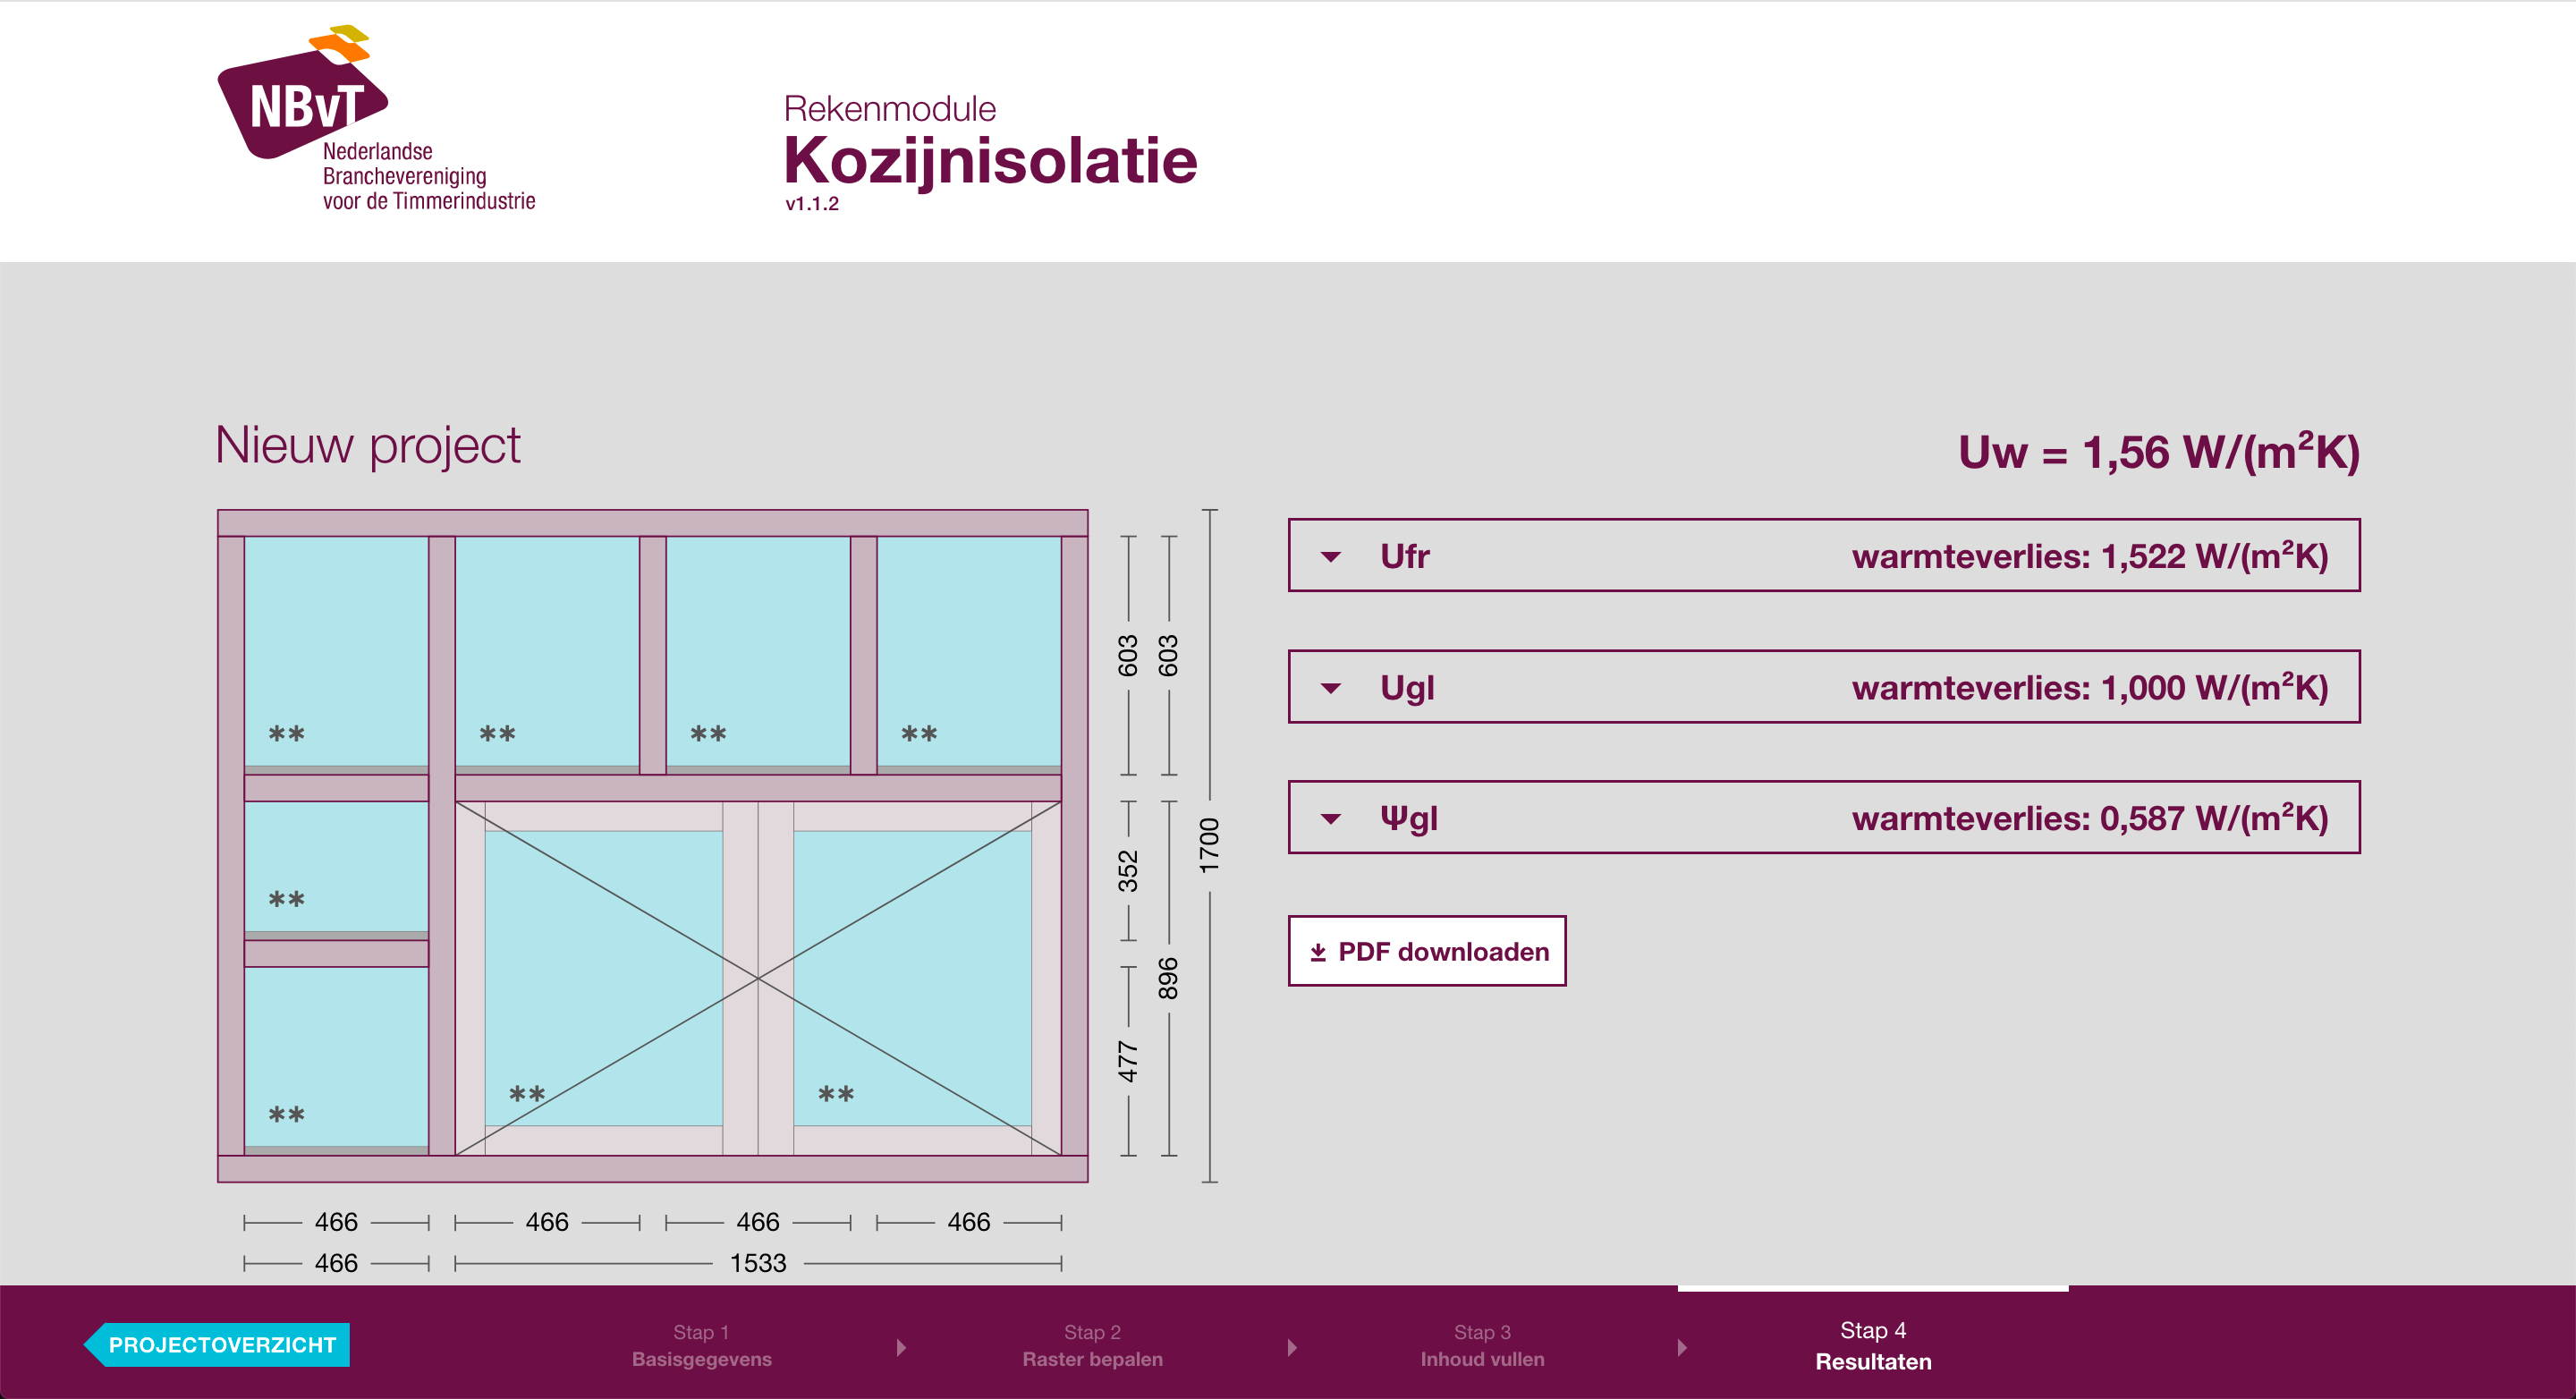 NBvT
Nederlandse
Branchevereniging
voor de Timmerindustrie
Rekenmodule
Kozijnisolatie
v1.1.2
Nieuw project
Uw = 1,56 W/(m²K)
Ufr warmteverlies: 1,522 W/(m²K)
Ugl warmteverlies: 1,000 W/(m²K)
Ψgl warmteverlies: 0,587 W/(m²K)
PDF downloaden
** ** ** **
**
**
** **
603 603
352
477
896
1700
466 466 466 466
466 1533
PROJECTOVERZICHT
Stap 1
Basisgegevens
Stap 2
Raster bepalen
Stap 3
Inhoud vullen
Stap 4
Resultaten